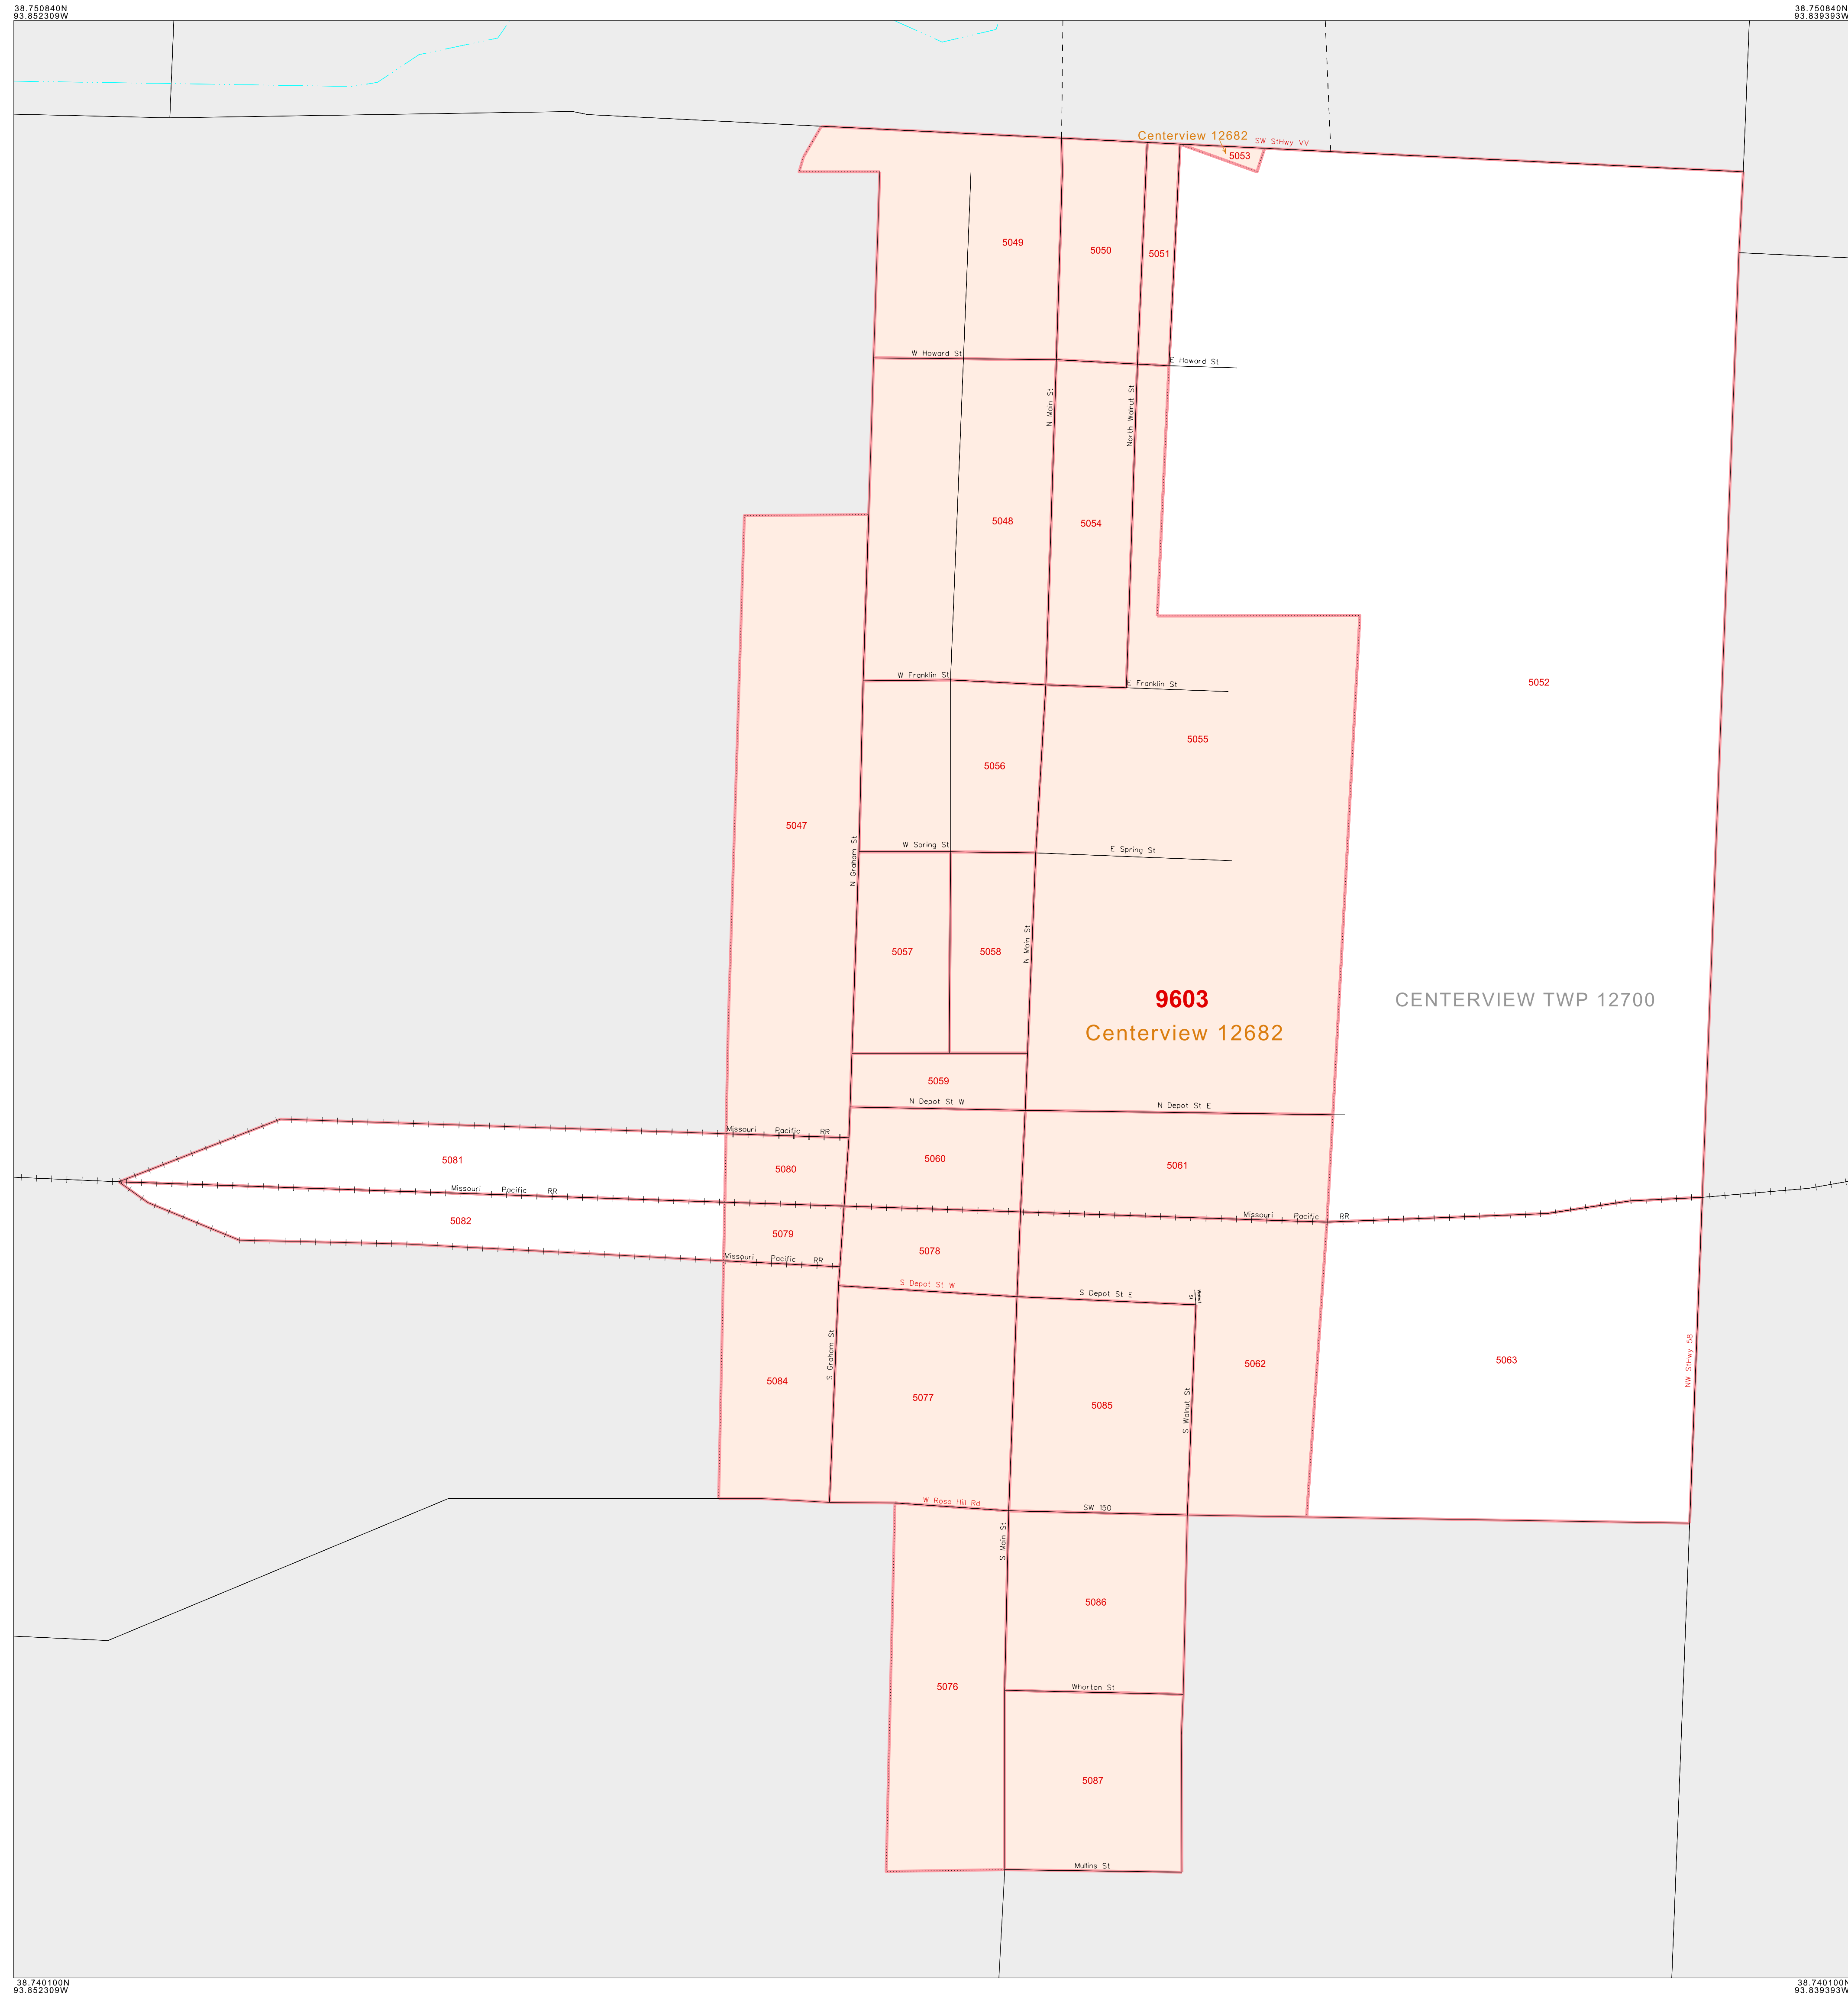 38.750840N
93.852309W
38.750840N
93.839393W
Centerview 12682
SW StHwy VV
5053
5049
5050
5051
W Howard St
E Howard St
N Main St
North Walnut St
5048
5054
W Franklin St
E Franklin St
5052
5055
5056
5047
N Graham St
W Spring St
E Spring St
5057
5058
N Main St
9603
CENTERVIEW TWP 12700
Centerview 12682
5059
N Depot St W
N Depot St E
Missouri Pacific RR
5081
5080
5060
5061
Missouri Pacific RR
5082
Missouri Pacific RR
5079
5078
Missouri Pacific RR
S Depot St W
S Depot St E
S Graham St
5084
5077
5085
S Walnut St
5062
5063
NW StHwy 58
W Rose Hill Rd
SW 150
S Main St
5086
5076
Whorton St
5087
Mullins St
38.740100N
93.852309W
38.740100N
93.839393W